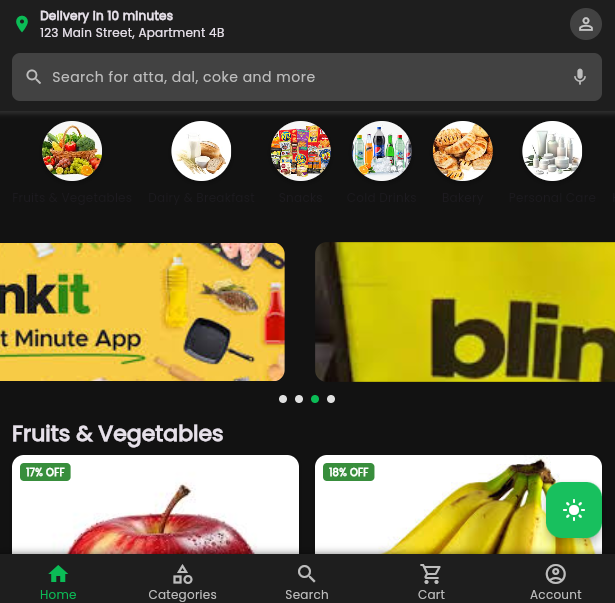 Delivery in 10 minutes
123 Main Street, Apartment 4B
Search for atta, dal, coke and more
Fruits & Vegetables
Dairy & Breakfast
Snacks
Cold Drinks
Bakery
Personal Care
nkit
t Minute App
blin
Fruits & Vegetables
17% OFF
16% OFF
Home
Categories
Search
Cart
Account